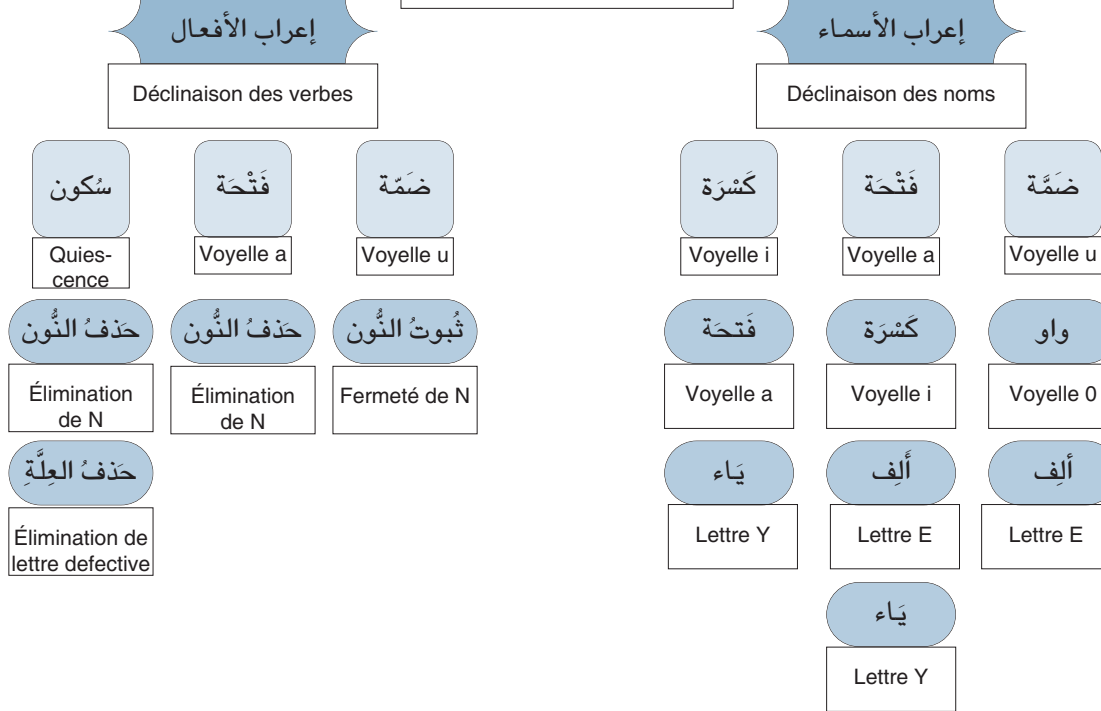 إعراب الأسماء
Déclinaison des noms
ضَمَّة
فَتْحَة
كَسْرَة
Voyelle u
Voyelle a
Voyelle i
واو
كَسْرَة
فَتحَة
Voyelle 0
Voyelle i
Voyelle a
ألِف
ألِف
يَاء
Lettre E
Lettre E
Lettre Y
يَاء
Lettre Y
إعراب الأفعال
Déclinaison des verbes
ضَمّة
فَتْحَة
سُكون
Voyelle u
Voyelle a
Quies-
cence
ثُبوتُ النُّون
حَذفُ النُّون
حَذفُ النُّون
Fermeté de N
Élimination
de N
Élimination
de N
حَذفُ العِلَّةِ
Élimination de
lettre defective